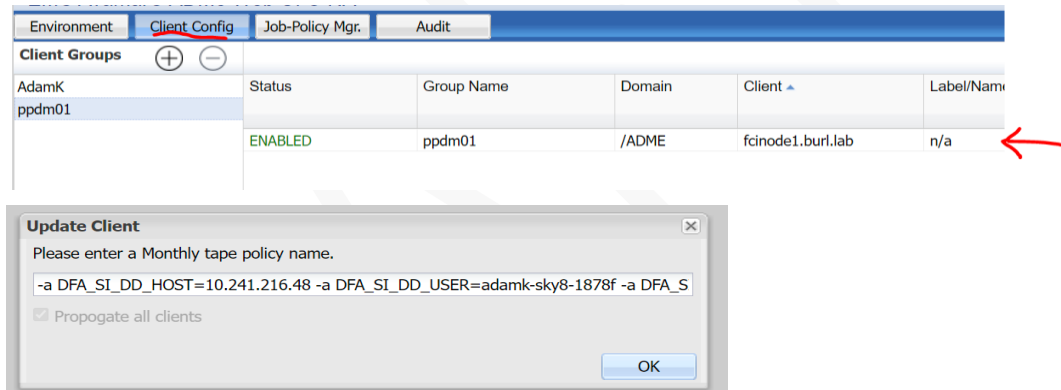 Environment Client Config Job-Policy Mgr. Audit
Client Groups
Status Group Name Domain Client Label/Name
AdamK
ppdm01
ENABLED ppdm01 /ADME fcinode1.burl.lab n/a
Update Client
Please enter a Monthly tape policy name.
-a DFA_SI_DD_HOST=10.241.216.48 -a DFA_SI_DD_USER=adamk-sky8-1878f -a DFA_S
Propogate all clients
OK